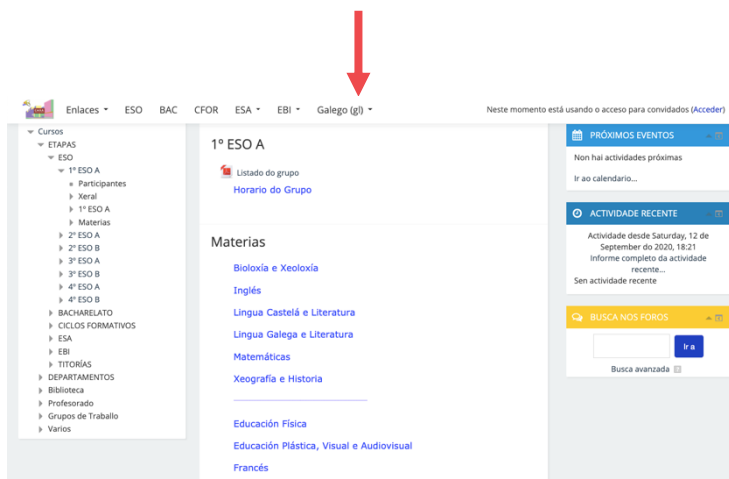 Enlaces ESO BAC CFOR ESA EBI Galego (gl) Neste momento está usando o acceso para convidados (Acceder)
Cursos
ETAPAS
ESO
1º ESO A
Participantes
Xeral
1º ESO A
Materias
2º ESO A
2º ESO B
3º ESO A
3º ESO B
4º ESO A
4º ESO B
BACHARELATO
CICLOS FORMATIVOS
ESA
EBI
TITORÍAS
DEPARTAMENTOS
Biblioteca
Profesorado
Grupos de Traballo
Varios
1º ESO A
Listado do grupo
Horario do Grupo
Materias
Bioloxía e Xeoloxía
Inglés
Lingua Castelá e Literatura
Lingua Galega e Literatura
Matemáticas
Xeografía e Historia
Educación Física
Educación Plástica, Visual e Audiovisual
Francés
PRÓXIMOS EVENTOS
Non hai actividades próximas
Ir ao calendario...
ACTIVIDADE RECENTE
Actividade desde Saturday, 12 de
September do 2020, 18:21
Informe completo da actividade
recente...
Sen actividade recente
BUSCA NOS FOROS
Ir a
Busca avanzada